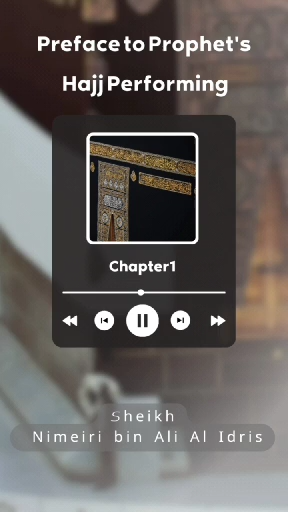 Preface to Prophet's
Hajj Performing
Chapter1
Sheikh
Nimeiri bin Ali Al Idris